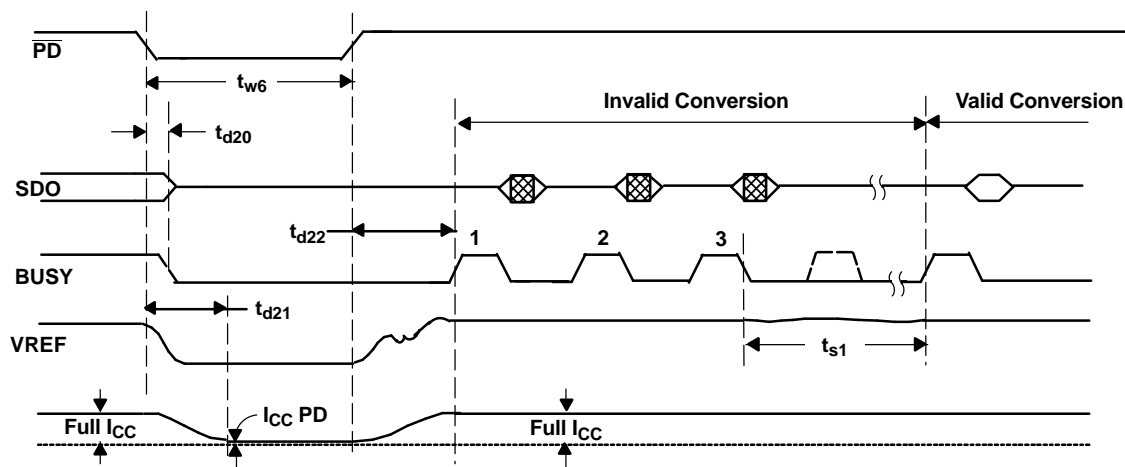 PD
tw6
Invalid Conversion
Valid Conversion
td20
SDO
td22
1
2
3
BUSY
td21
VREF
ts1
ICC PD
Full ICC
Full ICC